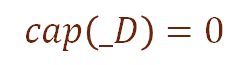 cap(_D) = 0